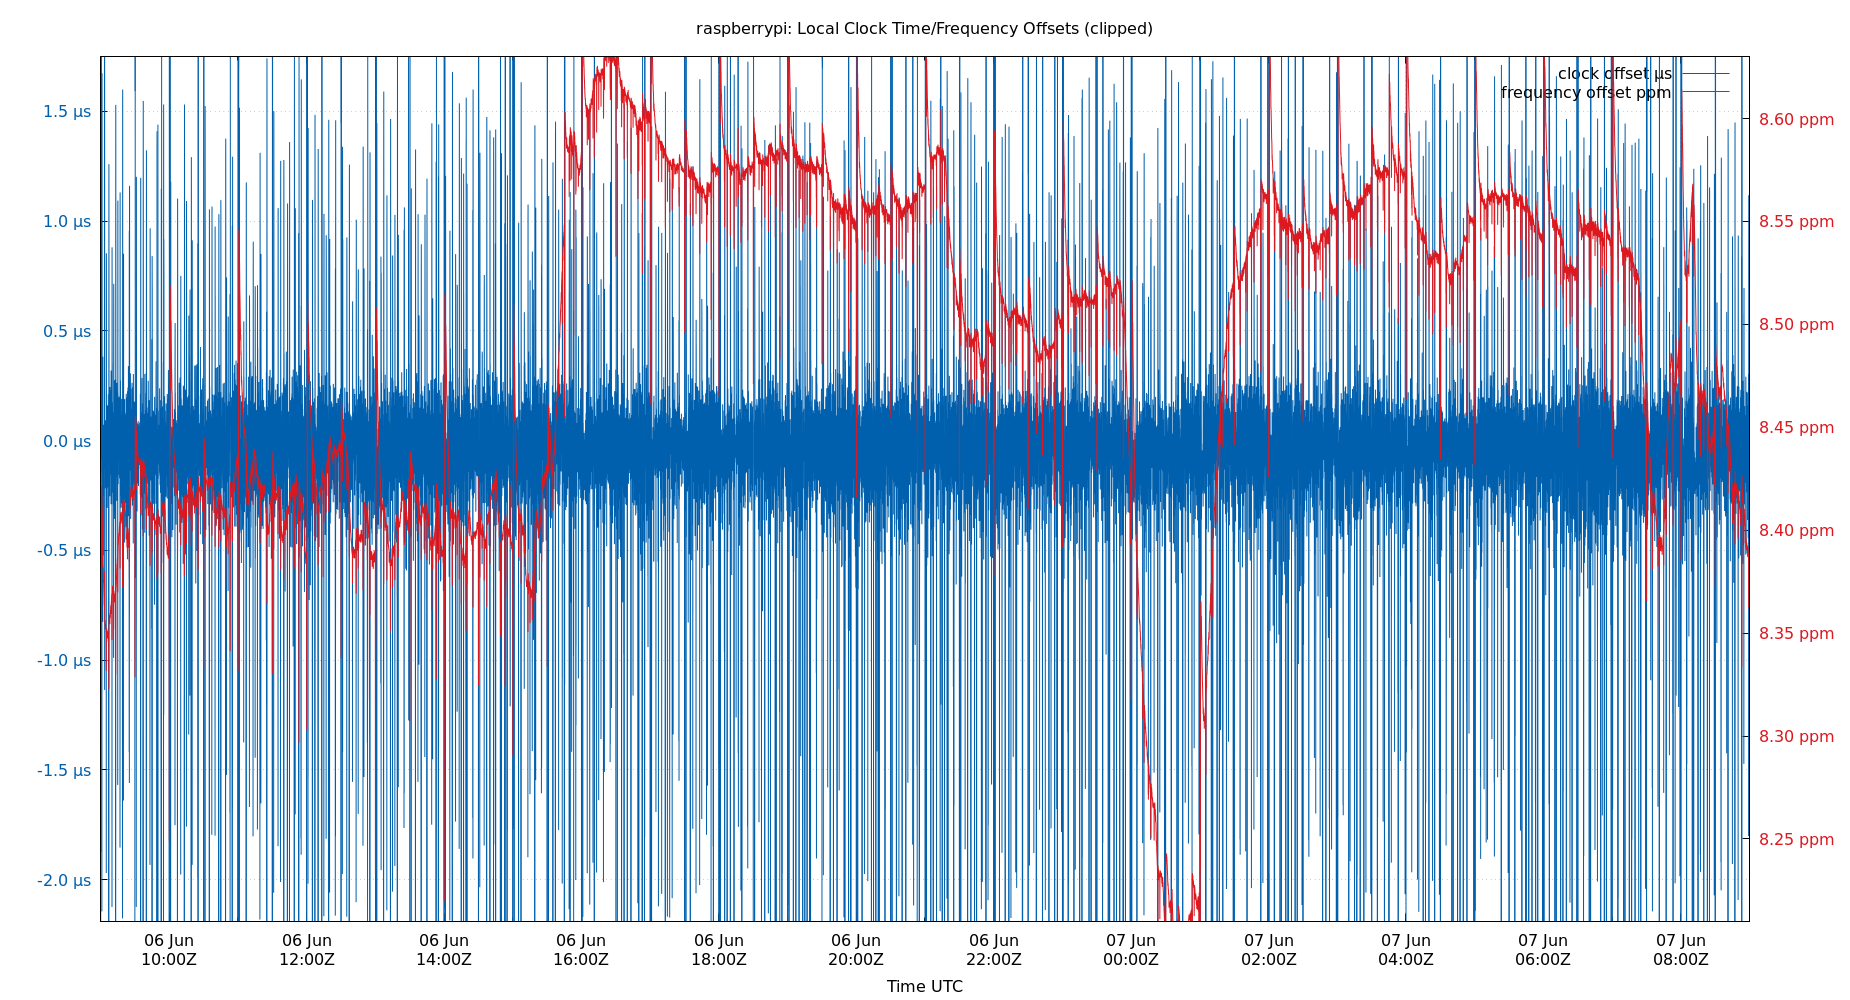 raspberrypi: Local Clock Time/Frequency Offsets (clipped)
clock offset µs
frequency offset ppm
1.5 µs
1.0 µs
0.5 µs
0.0 µs
-0.5 µs
-1.0 µs
-1.5 µs
-2.0 µs
8.60 ppm
8.55 ppm
8.50 ppm
8.45 ppm
8.40 ppm
8.35 ppm
8.30 ppm
8.25 ppm
06 Jun 06 Jun 06 Jun 06 Jun 06 Jun 06 Jun 06 Jun 07 Jun 07 Jun 07 Jun 07 Jun 07 Jun
10:00Z 12:00Z 14:00Z 16:00Z 18:00Z 20:00Z 22:00Z 00:00Z 02:00Z 04:00Z 06:00Z 08:00Z
Time UTC